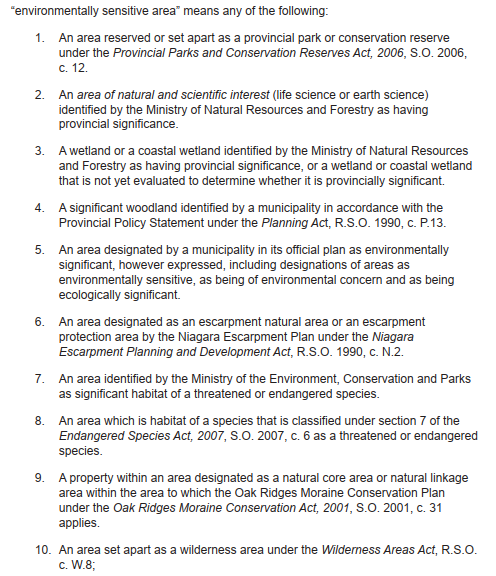 “environmentally sensitive area” means any of the following:
1. An area reserved or set apart as a provincial park or conservation reserve
under the Provincial Parks and Conservation Reserves Act, 2006, S.O. 2006,
c. 12.
2. An area of natural and scientific interest (life science or earth science)
identified by the Ministry of Natural Resources and Forestry as having
provincial significance.
3. A wetland or a coastal wetland identified by the Ministry of Natural Resources
and Forestry as having provincial significance, or a wetland or coastal wetland
that is not yet evaluated to determine whether it is provincially significant.
4. A significant woodland identified by a municipality in accordance with the
Provincial Policy Statement under the Planning Act, R.S.O. 1990, c. P.13.
5. An area designated by a municipality in its official plan as environmentally
significant, however expressed, including designations of areas as
environmentally sensitive, as being of environmental concern and as being
ecologically significant.
6. An area designated as an escarpment natural area or an escarpment
protection area by the Niagara Escarpment Plan under the Niagara
Escarpment Planning and Development Act, R.S.O. 1990, c. N.2.
7. An area identified by the Ministry of the Environment, Conservation and Parks
as significant habitat of a threatened or endangered species.
8. An area which is habitat of a species that is classified under section 7 of the
Endangered Species Act, 2007, S.O. 2007, c. 6 as a threatened or endangered
species.
9. A property within an area designated as a natural core area or natural linkage
area within the area to which the Oak Ridges Moraine Conservation Plan
under the Oak Ridges Moraine Conservation Act, 2001, S.O. 2001, c. 31
applies.
10. An area set apart as a wilderness area under the Wilderness Areas Act, R.S.O.
c. W.8;